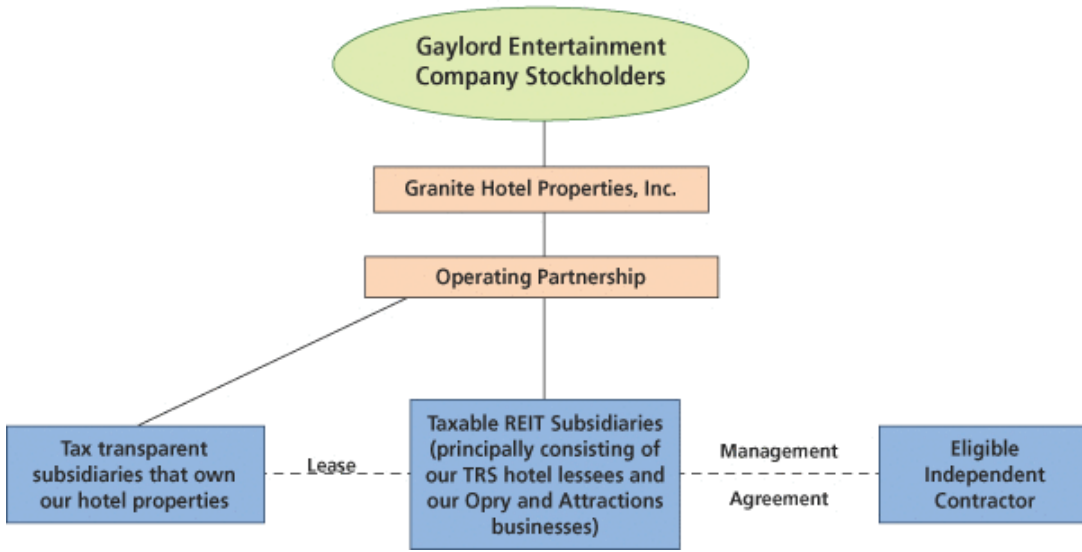 Gaylord Entertainment
Company Stockholders
Granite Hotel Properties, Inc.
Operating Partnership
Tax transparent
subsidiaries that own
our hotel properties
Lease
Taxable REIT Subsidiaries
(principally consisting of
our TRS hotel lessees and
our Opry and Attractions
businesses)
Management
Agreement
Eligible
Independent
Contractor